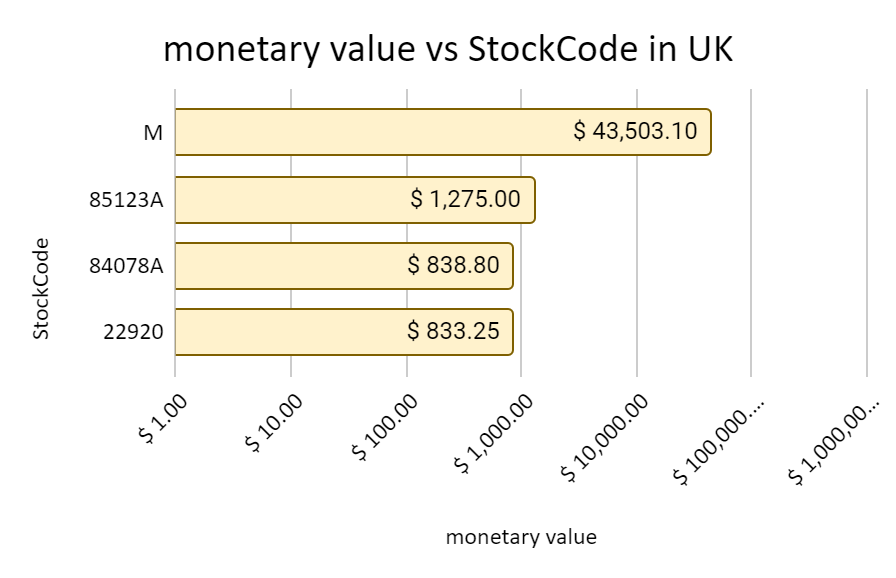 monetary value vs StockCode in UK
M
$ 43,503.10
85123A
$ 1,275.00
84078A
$ 838.80
22920
$ 833.25
StockCode
$ 1.00
$ 10.00
$ 100.00
$ 1,000.00
$ 10,000.00
$ 100,000....
$ 1,000,00...
monetary value